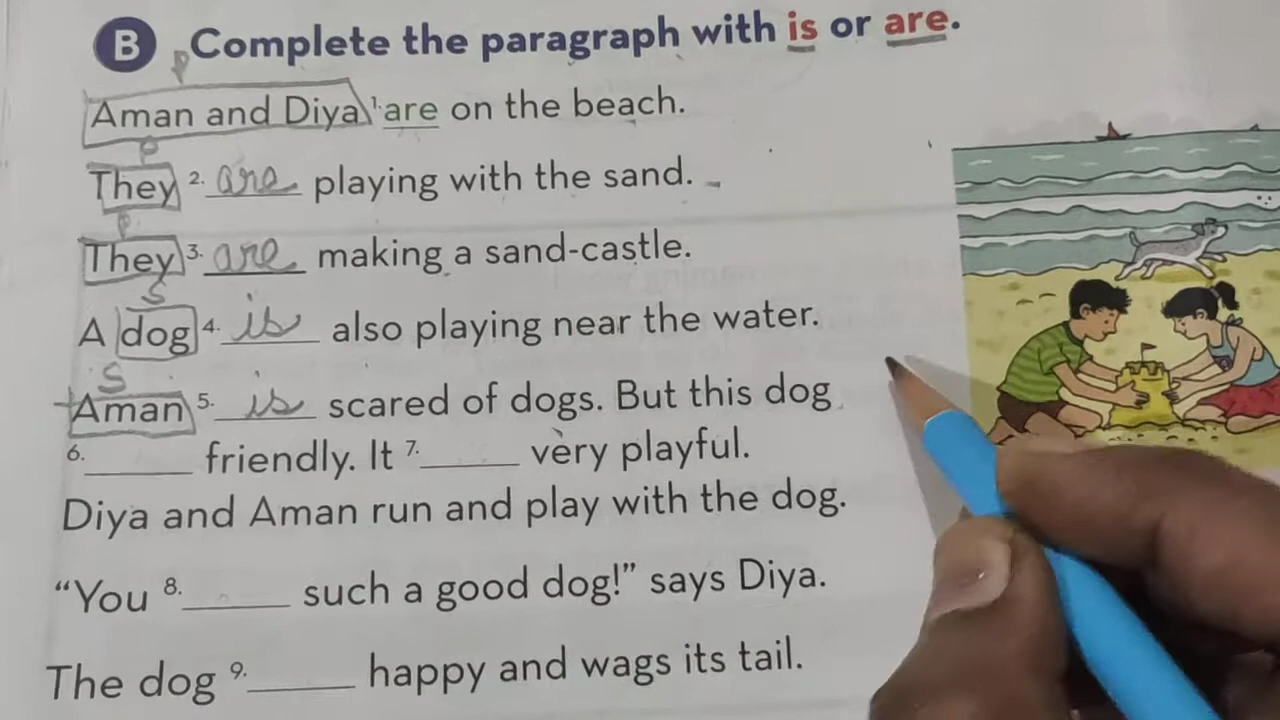 B Complete the paragraph with is or are.
P
Aman and Diya 1. are on the beach.
P
They 2. are playing with the sand.
P
They 3. are making a sand-castle.
S
A dog 4. is also playing near the water.
S
Aman 5. is scared of dogs. But this dog
6. ______ friendly. It 7. ______ very playful.
Diya and Aman run and play with the dog.
“You 8. ______ such a good dog!” says Diya.
The dog 9. ______ happy and wags its tail.